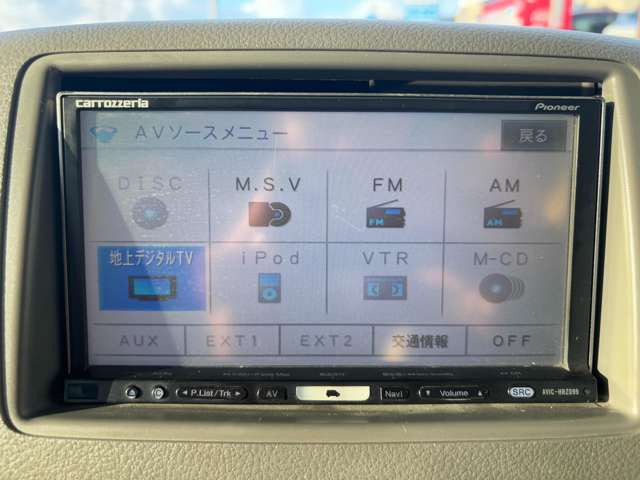 carrozzeria
Pioneer
AVソースメニュー
戻る
DISC
M.S.V
FM
AM
FM
AM
地上デジタルTV
iPod
VTR
M-CD
AUX
EXT1
EXT2
交通情報
OFF
P.List/Trk
AV
Navi
Volume
SRC
AVIC-HRZ099